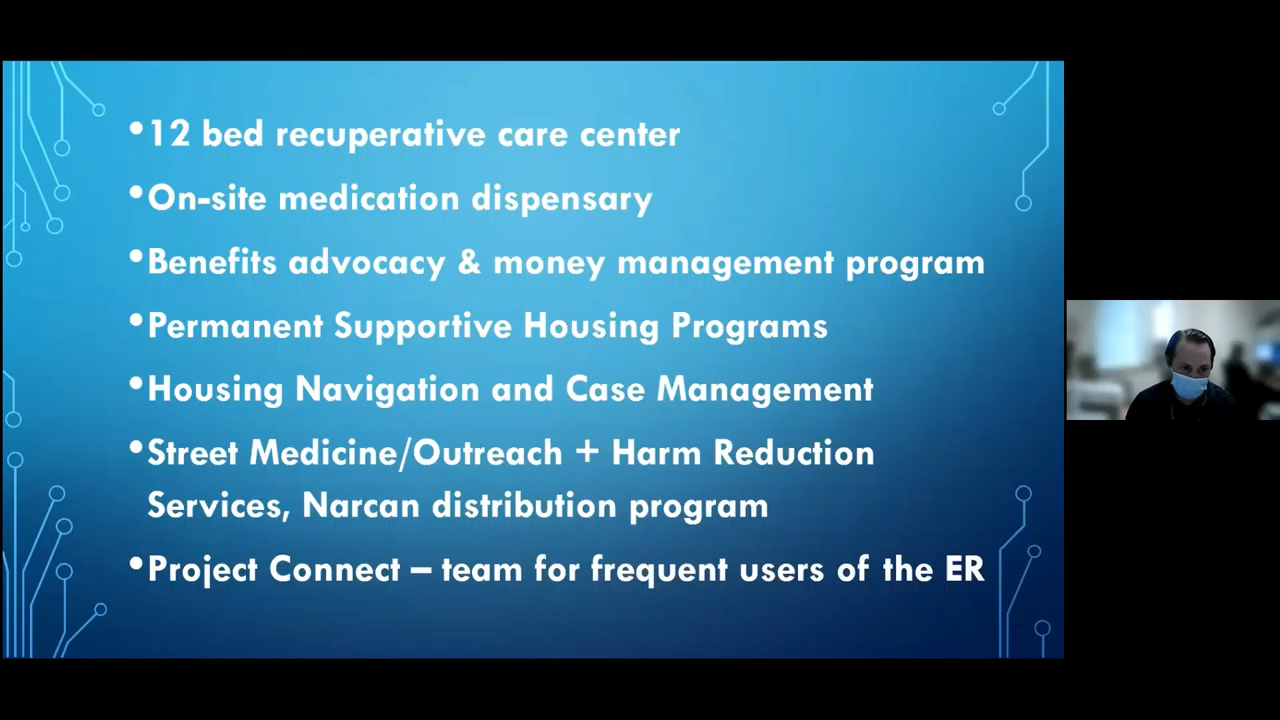 •12 bed recuperative care center
•On-site medication dispensary
•Benefits advocacy & money management program
•Permanent Supportive Housing Programs
•Housing Navigation and Case Management
•Street Medicine/Outreach + Harm Reduction
Services, Narcan distribution program
•Project Connect – team for frequent users of the ER